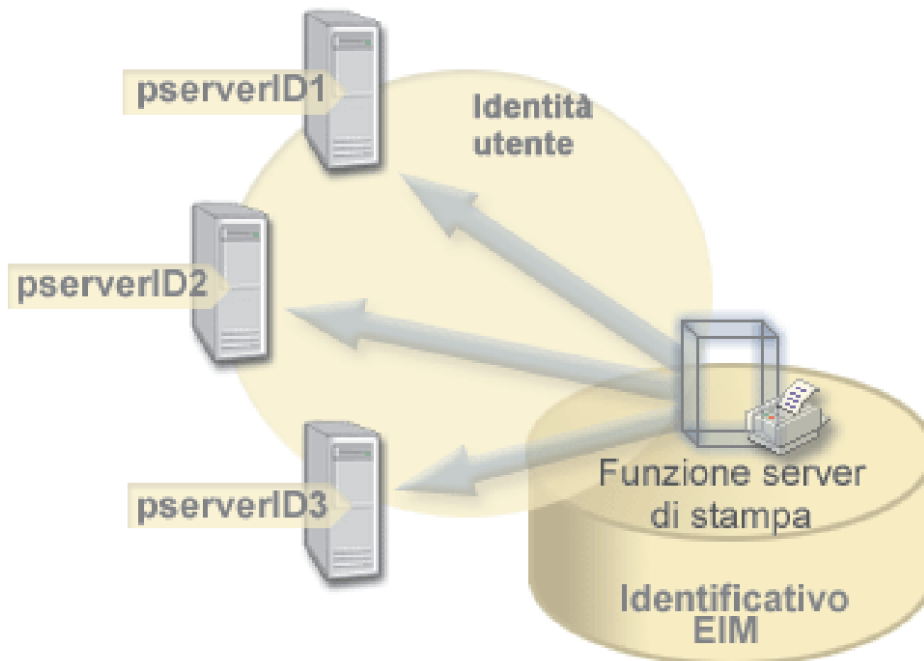 pserverID1
Identità
utente
pserverID2
pserverID3
Funzione server
di stampa
Identificativo
EIM